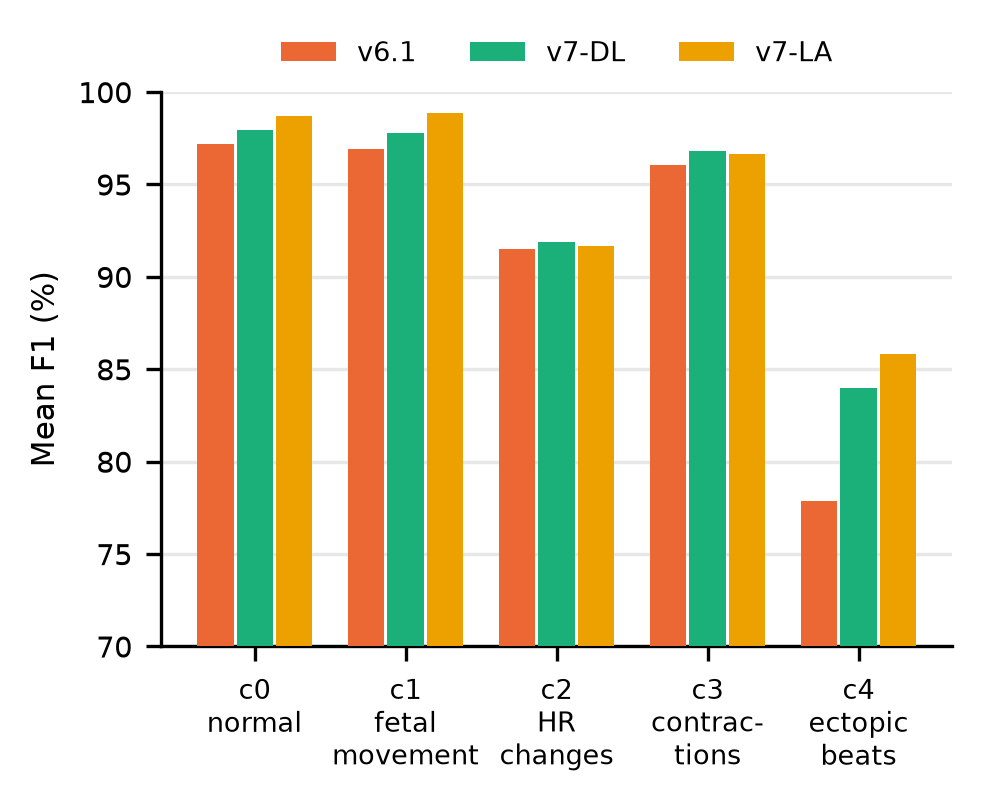 v6.1 v7-DL v7-LA
100
95
90
85
80
75
70
Mean F1 (%)
c0
normal
c1
fetal
movement
c2
HR
changes
c3
contrac-
tions
c4
ectopic
beats